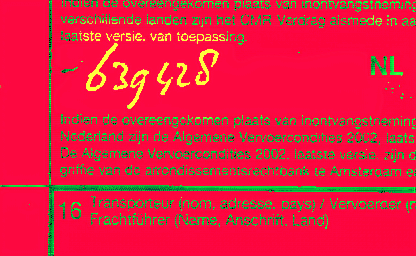 Indien de overeengekomen plaats van inontvangstneming
verschillende landen zijn het CMR Verdrag alsmede in aa
laatste versie, van toepassing.
639428
NL
Indien de overeengekomen plaats van inontvangstneming
Nederland zijn de Algemene Vervoercondities 2002, laats
De Algemene Vervoercondities 2002, laatste versie, zijn
griffie van de arrondissementsrechtbank te Amsterdam e
16 Transporteur (nom, adresse, pays) / Vervoerder (n
Frachtführer (Name, Anschrift, Land)